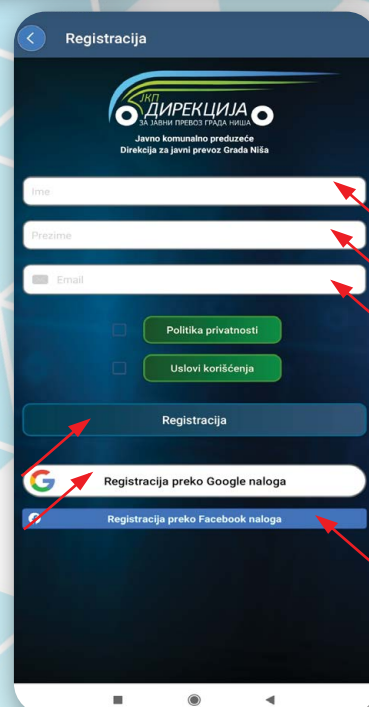 Registracija
ЈКП
ДИРЕКЦИЈА
ЗА ЈАВНИ ПРЕВОЗ ГРАДА НИША
Javno komunalno preduzeće
Direkcija za javni prevoz Grada Niša
Ime
Prezime
Email
Politika privatnosti
Uslovi korišćenja
Registracija
Registracija preko Google naloga
Registracija preko Facebook naloga